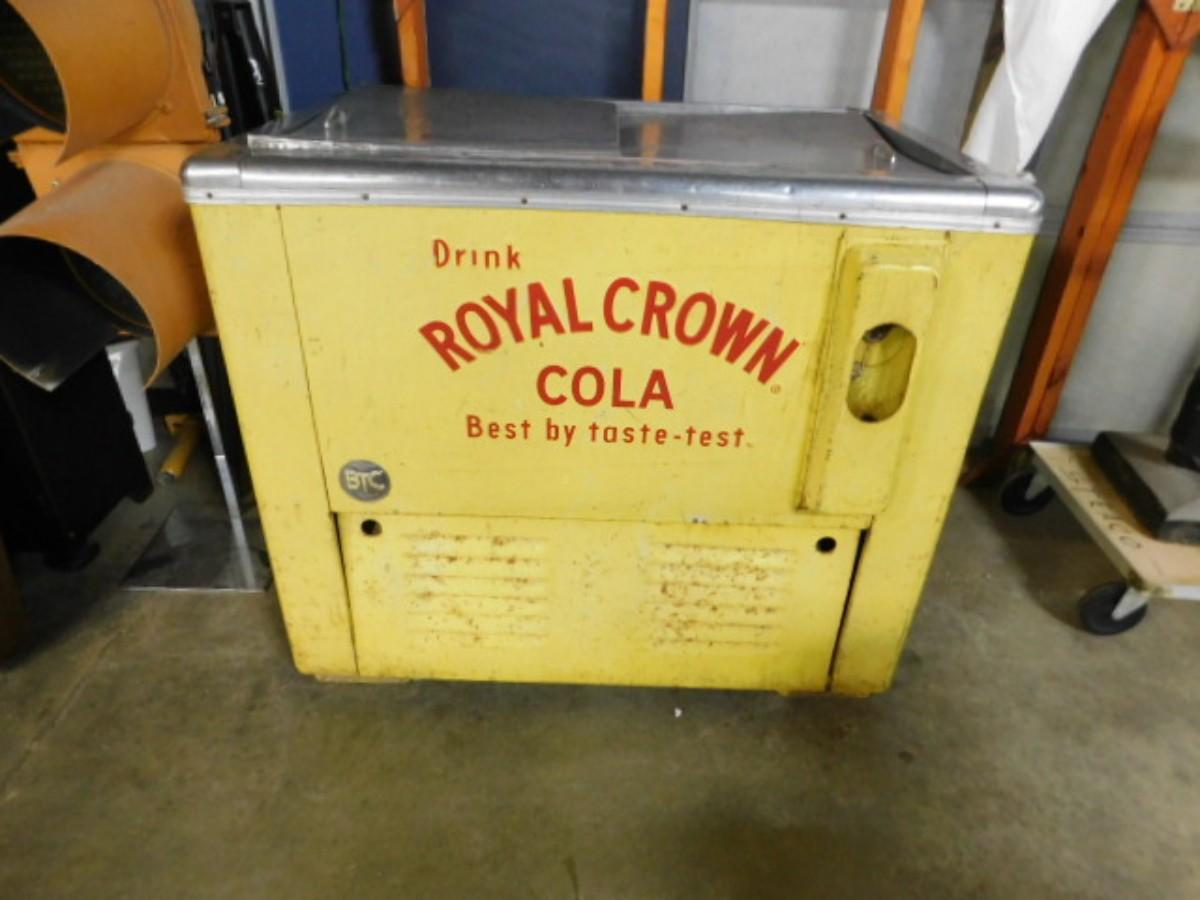 Drink
ROYAL CROWN
COLA
Best by taste-test
BTC